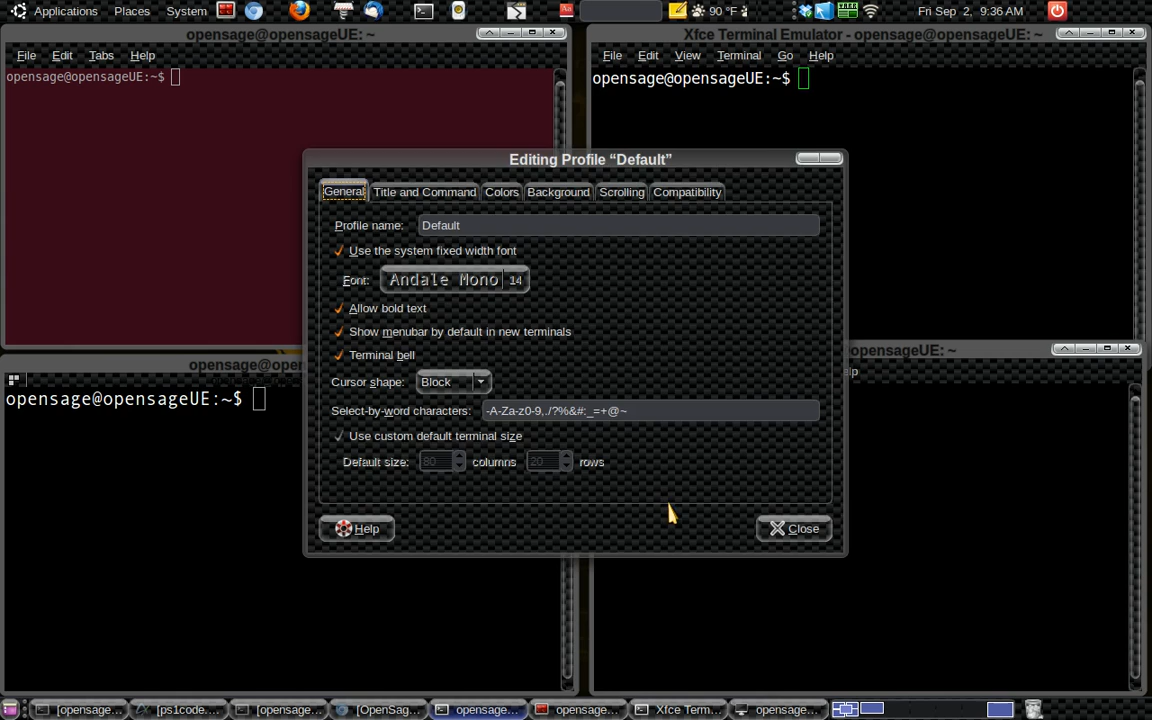 Applications Places System 90 °F Fri Sep 2, 9:36 AM
opensage@opensageUE: ~
File Edit Tabs Help
opensage@opensageUE:~$
Xfce Terminal Emulator - opensage@opensageUE: ~
File Edit View Terminal Go Help
opensage@opensageUE:~$
Editing Profile “Default”
General Title and Command Colors Background Scrolling Compatibility
Profile name: Default
Use the system fixed width font
Font: Andale Mono 14
Allow bold text
Show menubar by default in new terminals
Terminal bell
Cursor shape: Block
Select-by-word characters: -A-Za-z0-9,./?%&#:_=+@~
Use custom default terminal size
Default size: 80 columns 20 rows
Help Close
opensage@open
opensage@opensageUE:~$
opensageUE: ~
elp
[opensage... [ps1code.... [opensage... [OpenSag... opensage... opensage... Xfce Term... opensage...